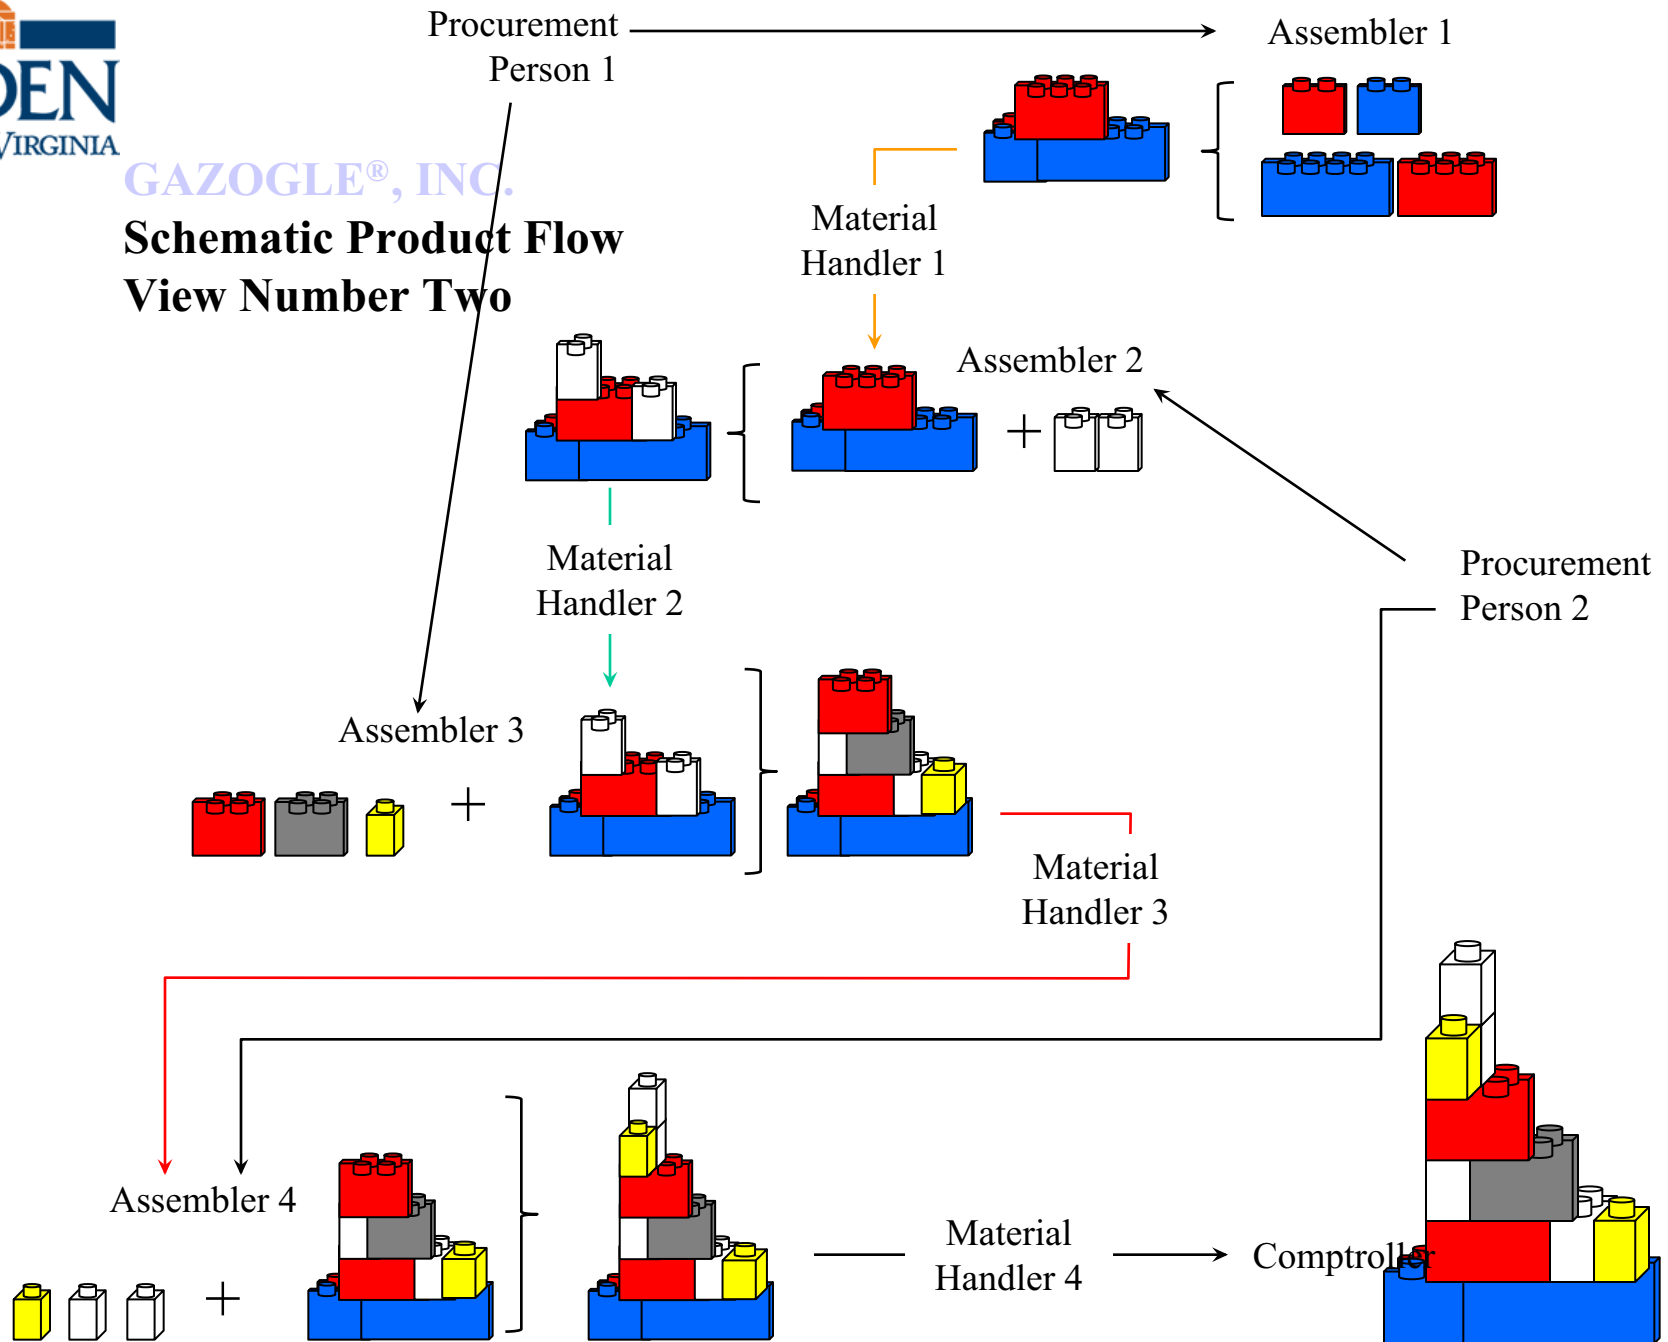 VIRGINIA
Procurement
Person 1
Assembler 1
GAZOGLE®, INC.
Schematic Product Flow
View Number Two
Material
Handler 1
Assembler 2
Material
Handler 2
Procurement
Person 2
Assembler 3
+
+
Material
Handler 3
Assembler 4
+
Material
Handler 4
Comptroller